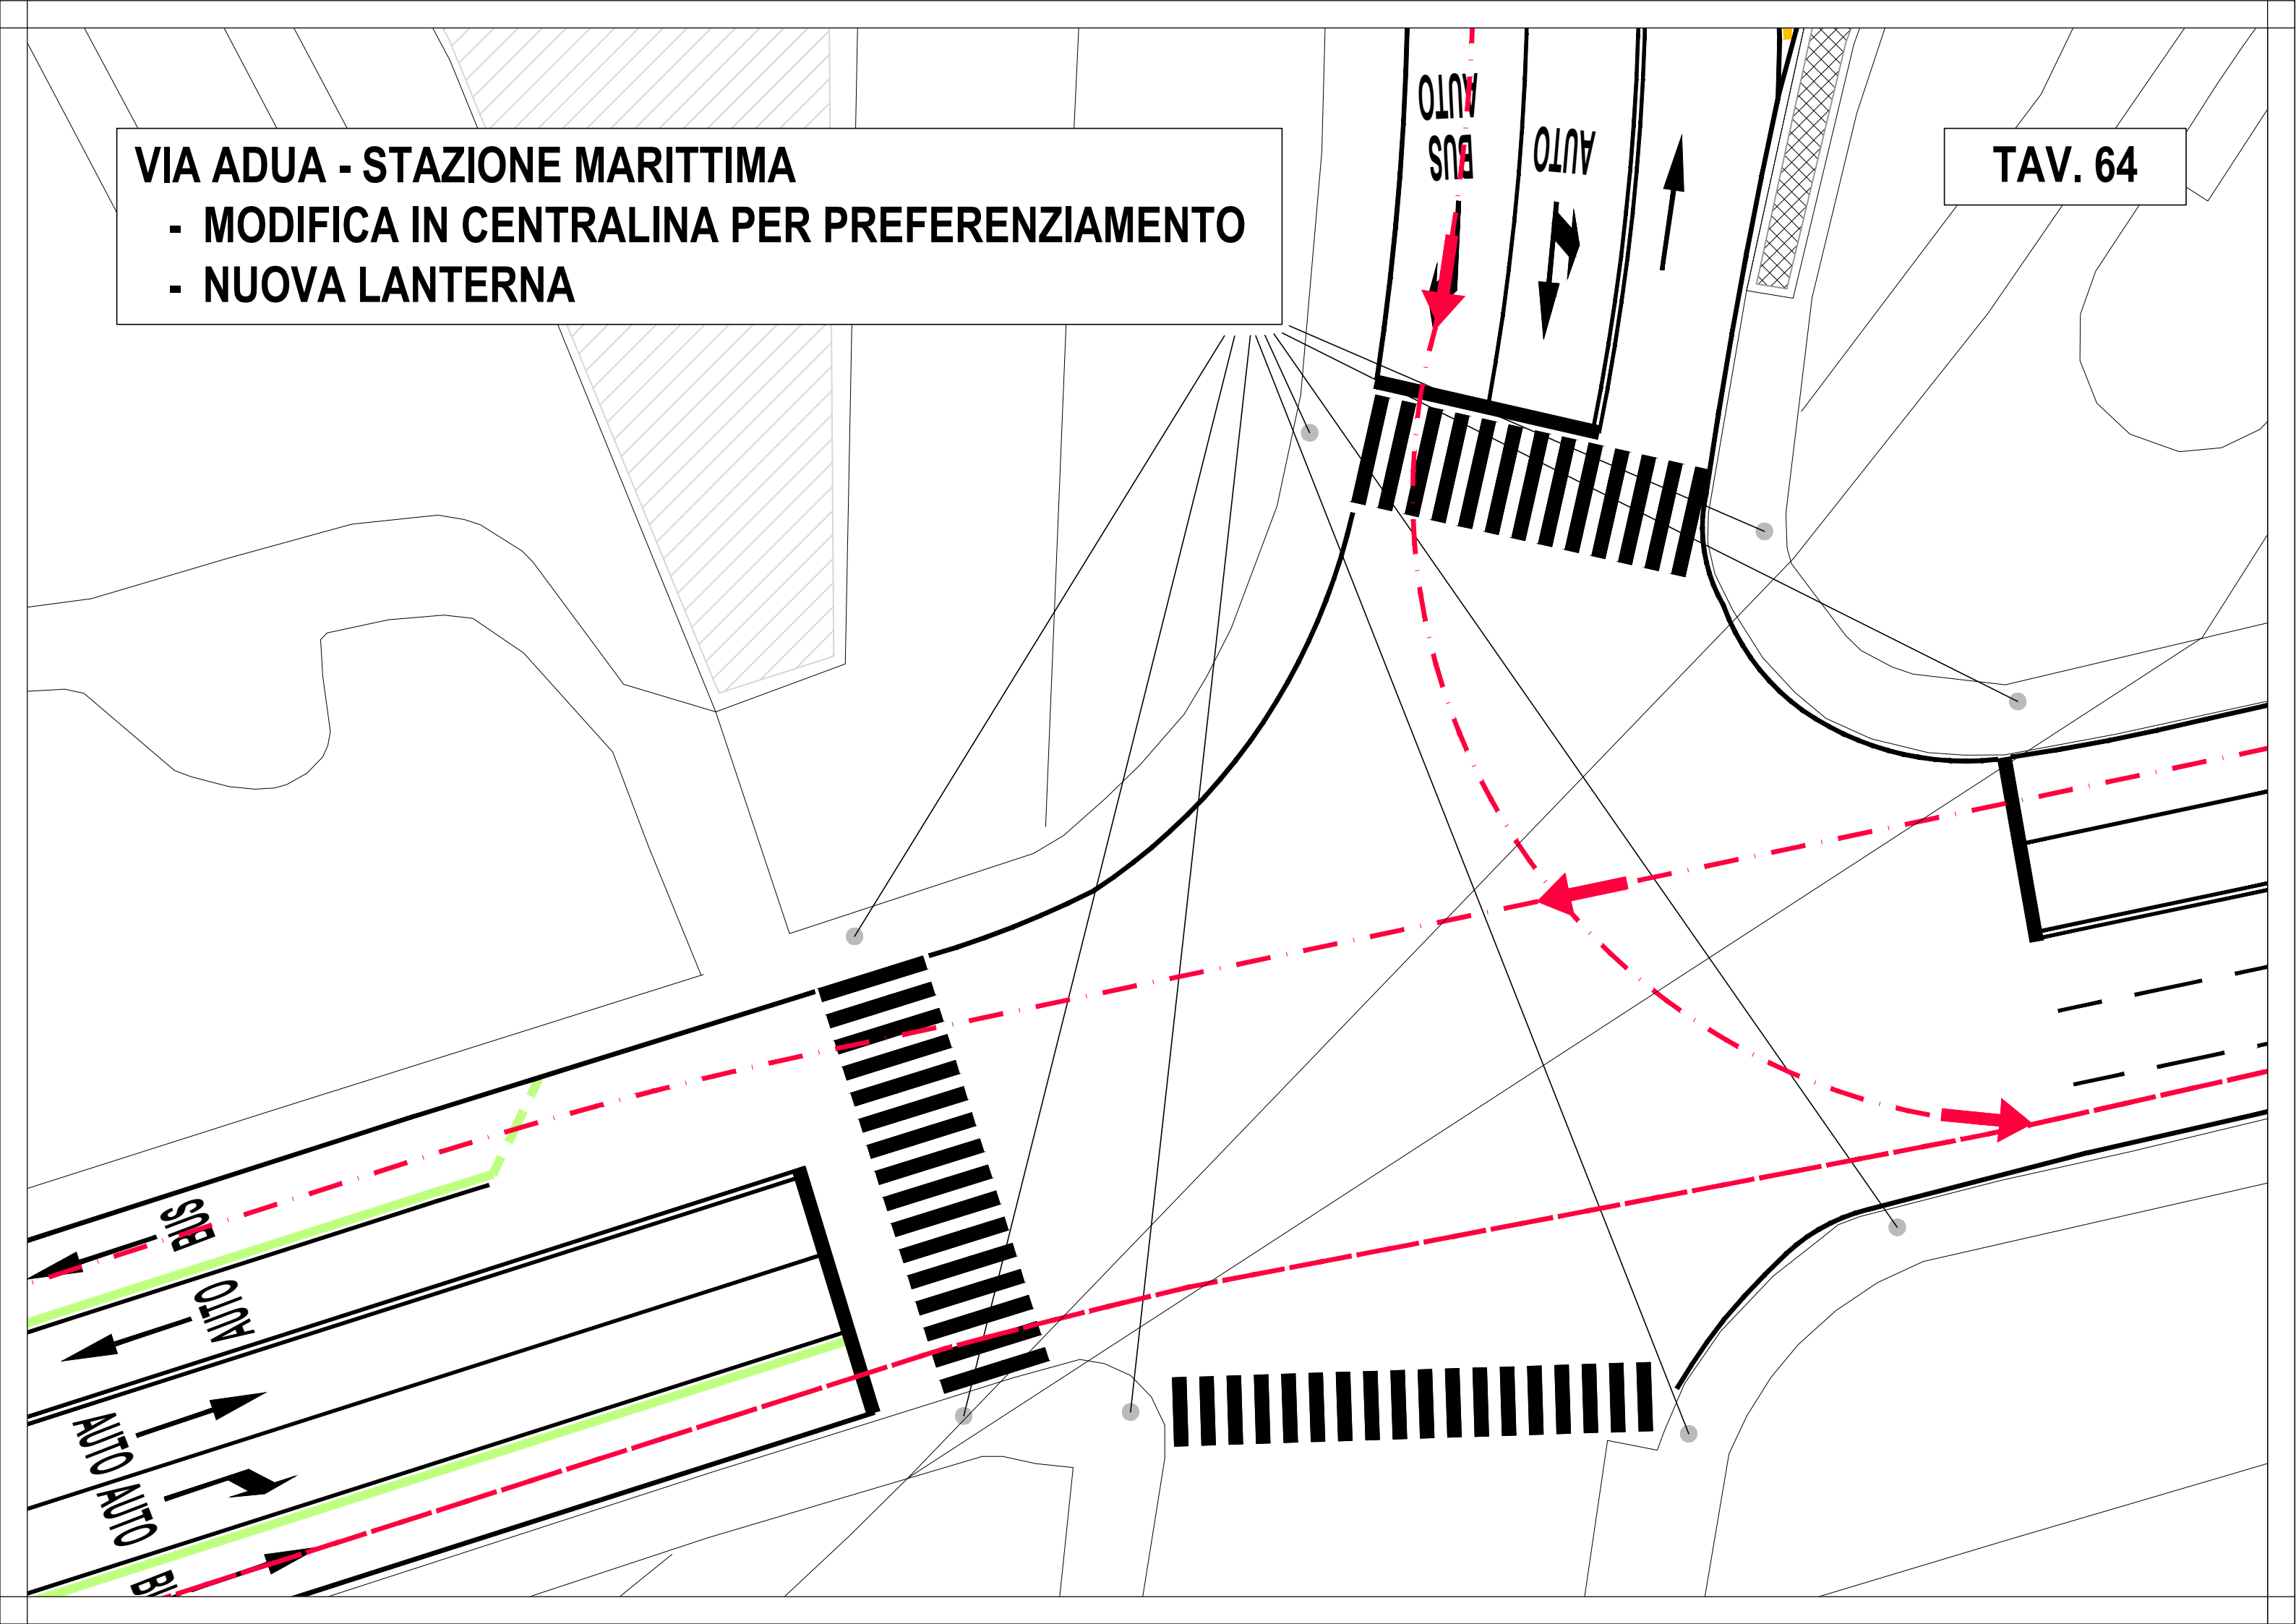 VIA ADUA - STAZIONE MARITTIMA
- MODIFICA IN CENTRALINA PER PREFERENZIAMENTO
- NUOVA LANTERNA
TAV. 64
AUTO
BUS
AUTO
BUS
AUTO
AUTO
AUTO